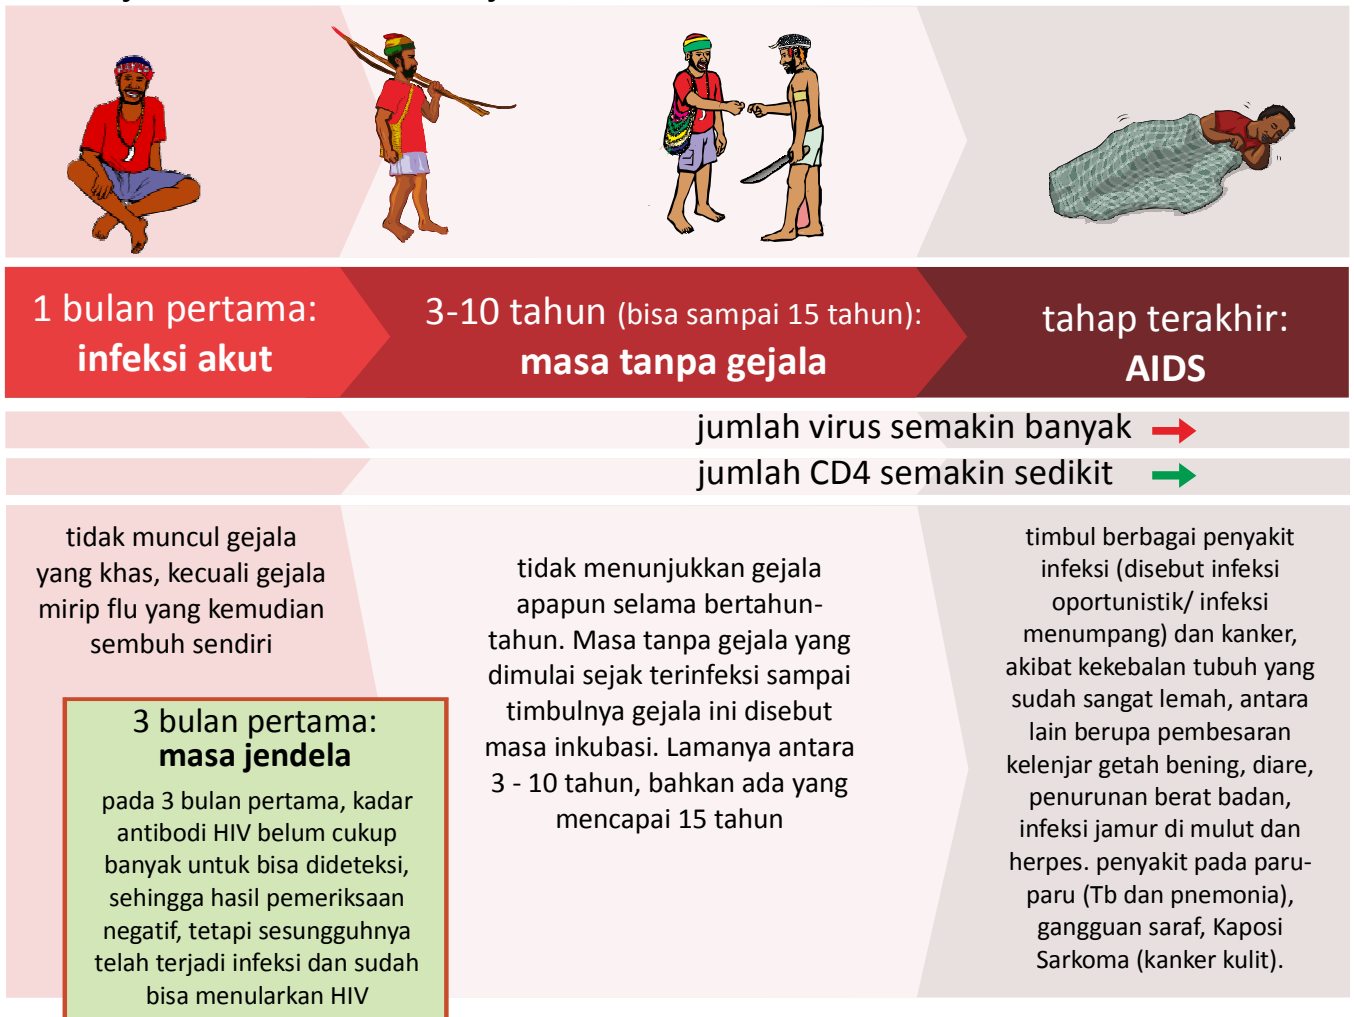 1 bulan pertama:
infeksi akut
3-10 tahun (bisa sampai 15 tahun):
masa tanpa gejala
tahap terakhir:
AIDS
jumlah virus semakin banyak
jumlah CD4 semakin sedikit
tidak muncul gejala
yang khas, kecuali gejala
mirip flu yang kemudian
sembuh sendiri
3 bulan pertama:
masa jendela
pada 3 bulan pertama, kadar
antibodi HIV belum cukup
banyak untuk bisa dideteksi,
sehingga hasil pemeriksaan
negatif, tetapi sesungguhnya
telah terjadi infeksi dan sudah
bisa menularkan HIV
tidak menunjukkan gejala
apapun selama bertahun-
tahun. Masa tanpa gejala yang
dimulai sejak terinfeksi sampai
timbulnya gejala ini disebut
masa inkubasi. Lamanya antara
3 - 10 tahun, bahkan ada yang
mencapai 15 tahun
timbul berbagai penyakit
infeksi (disebut infeksi
oportunistik/ infeksi
menumpang) dan kanker,
akibat kekebalan tubuh yang
sudah sangat lemah, antara
lain berupa pembesaran
kelenjar getah bening, diare,
penurunan berat badan,
infeksi jamur di mulut dan
herpes. penyakit pada paru-
paru (Tb dan pnemonia),
gangguan saraf, Kaposi
Sarkoma (kanker kulit).